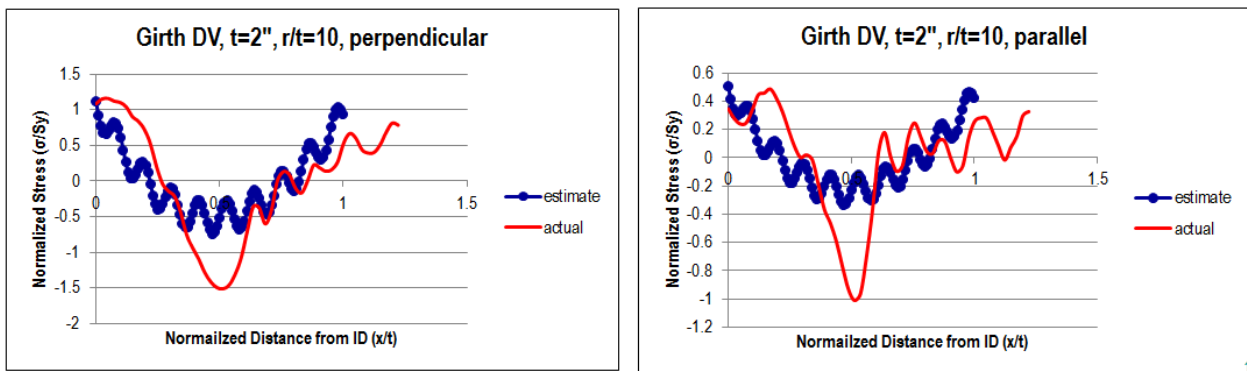 Girth DV, t=2", r/t=10, perpendicular
Normalized Stress (σ/Sy)
1.5
1
0.5
0
-0.5
-1
-1.5
-2
0
1
1.5
estimate
actual
Normailzed Distance from ID (x/t)
Girth DV, t=2", r/t=10, parallel
Normalized Stress (σ/Sy)
0.6
0.4
0.2
0
-0.2
-0.4
-0.6
-0.8
-1
-1.2
0
1
1.5
estimate
actual
Normailzed Distance from ID (x/t)